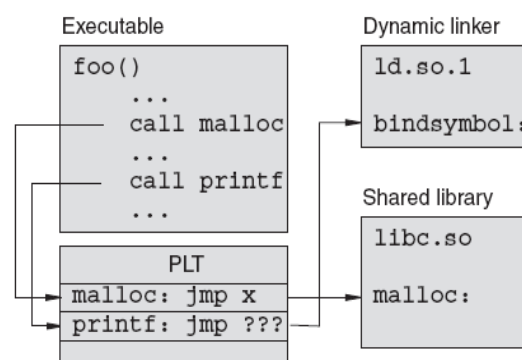 Executable
foo()
...
call malloc
...
call printf
...
PLT
malloc: jmp x
printf: jmp ???
Dynamic linker
ld.so.1
bindsymbol:
Shared library
libc.so
malloc: